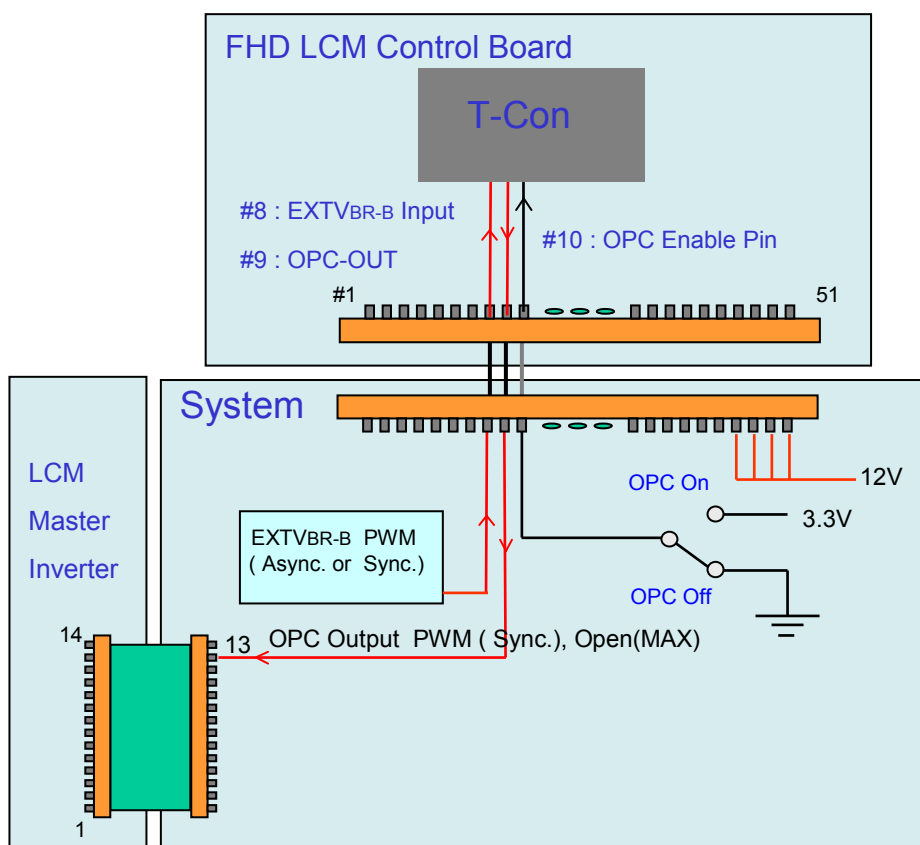 FHD LCM Control Board
T-Con
#8 : EXTVBR-B Input
#10 : OPC Enable Pin
#9 : OPC-OUT
#1
51
System
LCM
Master
Inverter
OPC On
12V
3.3V
EXTVBR-B PWM
( Async. or Sync.)
OPC Off
14
13
OPC Output PWM ( Sync.), Open(MAX)
1